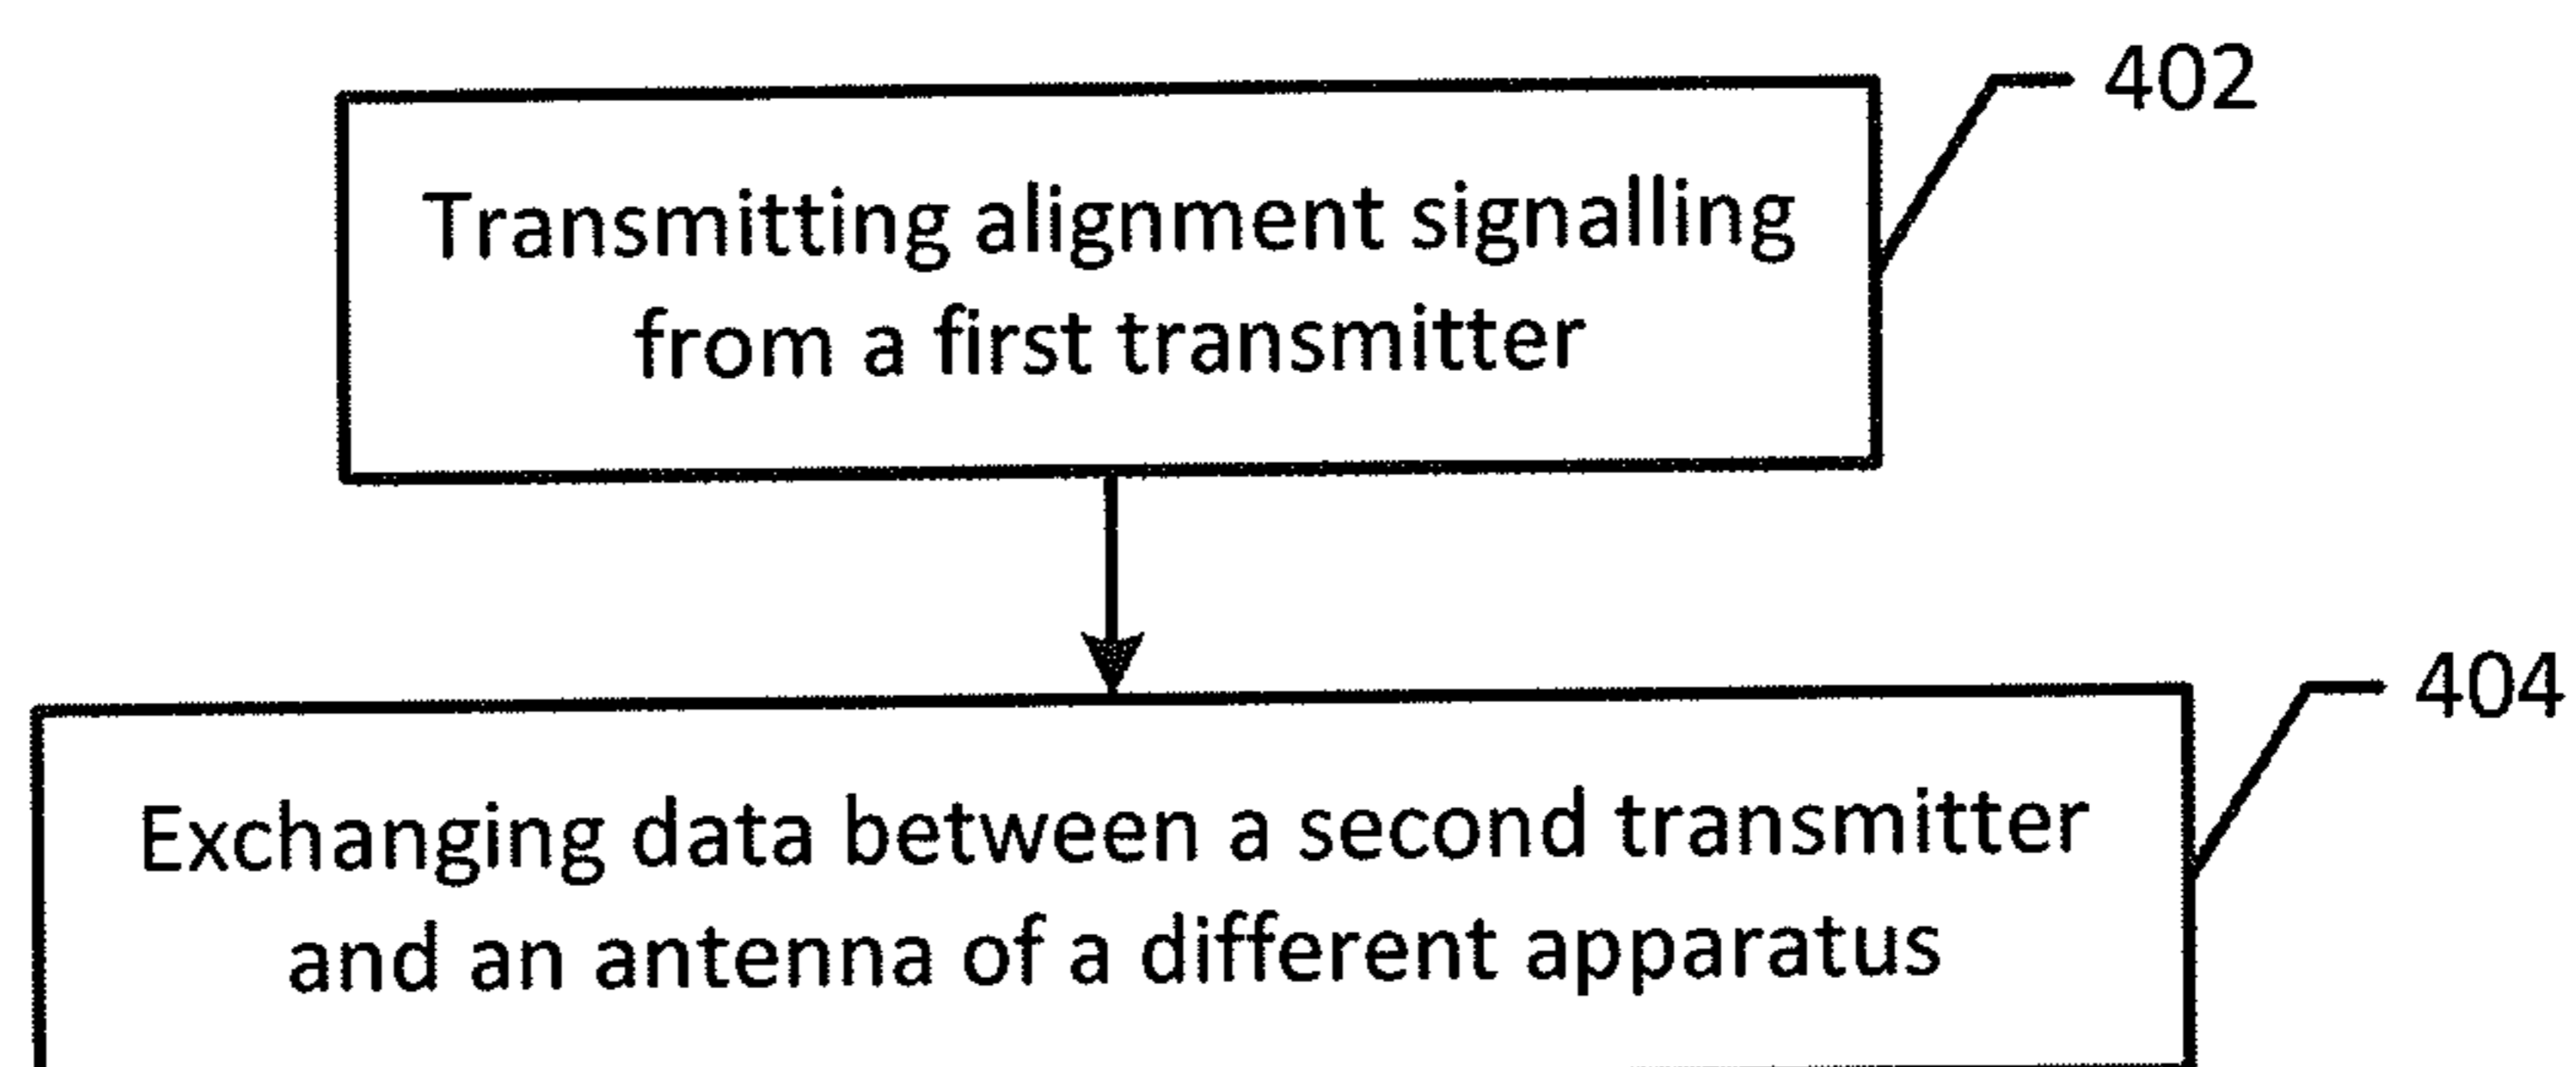 402
Transmitting alignment signalling
from a first transmitter
404
Exchanging data between a second transmitter
and an antenna of a different apparatus